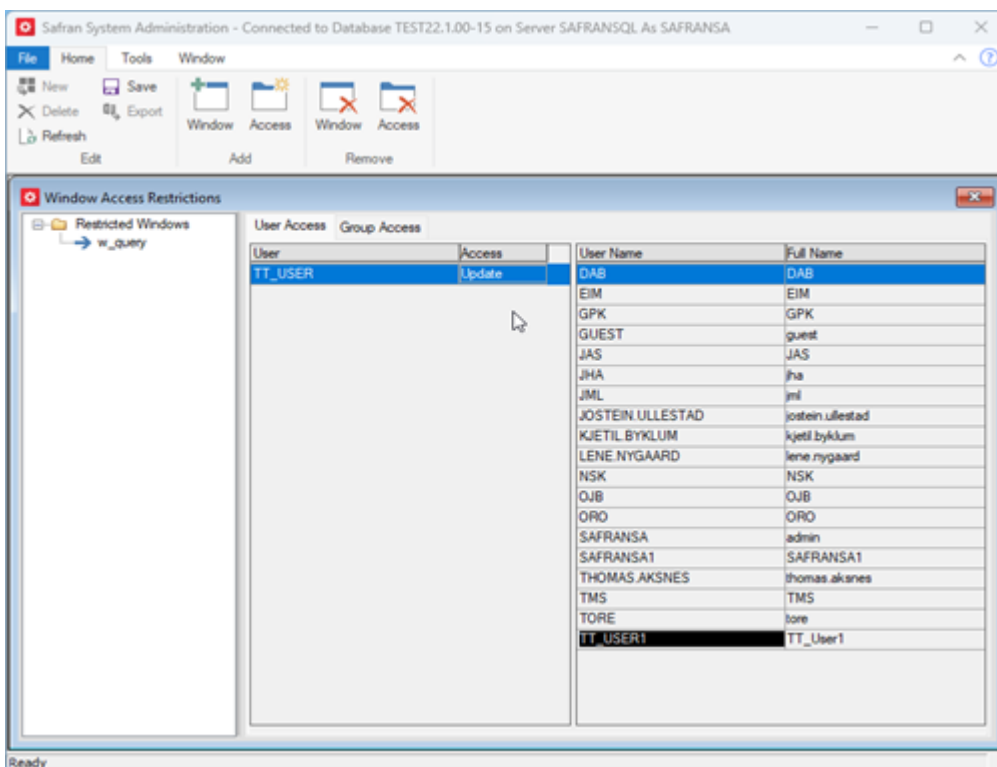 Safran System Administration - Connected to Database TEST22.1.00-15 on Server SAFRANSQL As SAFRANSA
File Home Tools Window
New Save
Delete Export
Refresh
Window Access Window Access
Edit Add Remove
Window Access Restrictions
Restricted Windows
w_query
User Access Group Access
User Access
TT_USER Update
User Name Full Name
DAB DAB
EIM EIM
GPK GPK
GUEST guest
JAS JAS
JHA jha
JML jml
JOSTEIN.ULLESTAD jostein.ullestad
KJETIL.BYKLUM kjetil.byklum
LENE.NYGAARD lene.nygaard
NSK NSK
OJB OJB
ORO ORO
SAFRANSA admin
SAFRANSA1 SAFRANSA1
THOMAS.AKSNES thomas.aksnes
TMS TMS
TORE tore
TT_USER1 TT_User1
Ready